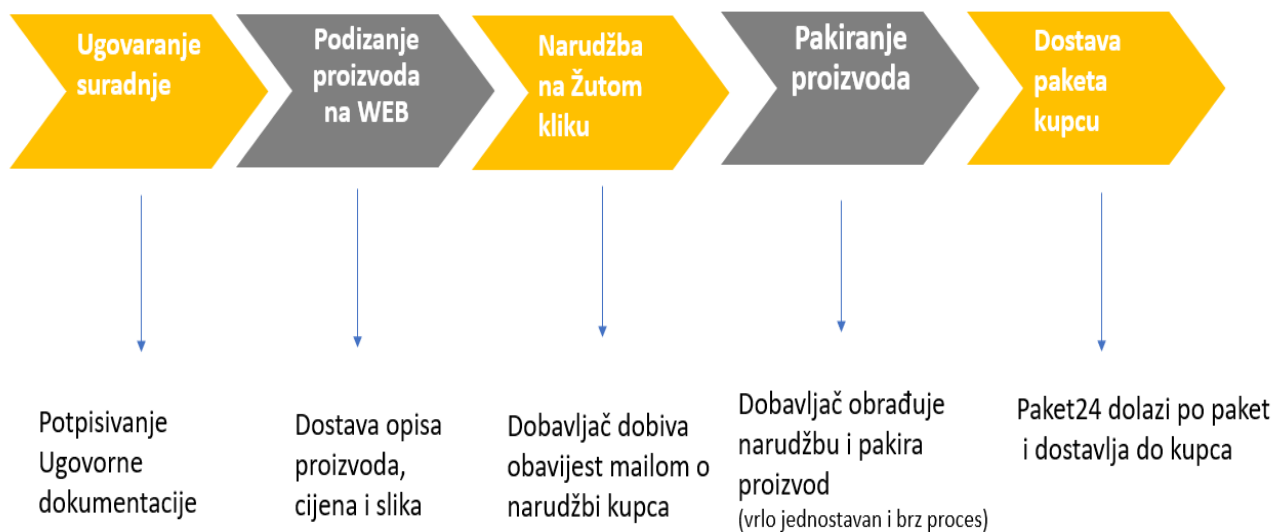 Ugovaranje
suradnje
Podizanje
proizvoda
na WEB
Narudžba
na Žutom
kliku
Pakiranje
proizvoda
Dostava
paketa
kupcu
Potpisivanje
Ugovorne
dokumentacije
Dostava opisa
proizvoda,
cijena i slika
Dobavljač dobiva
obavijest mailom o
narudžbi kupca
Dobavljač obrađuje
narudžbu i pakira
proizvod
(vrlo jednostavan i brz proces)
Paket24 dolazi po paket
i dostavlja do kupca